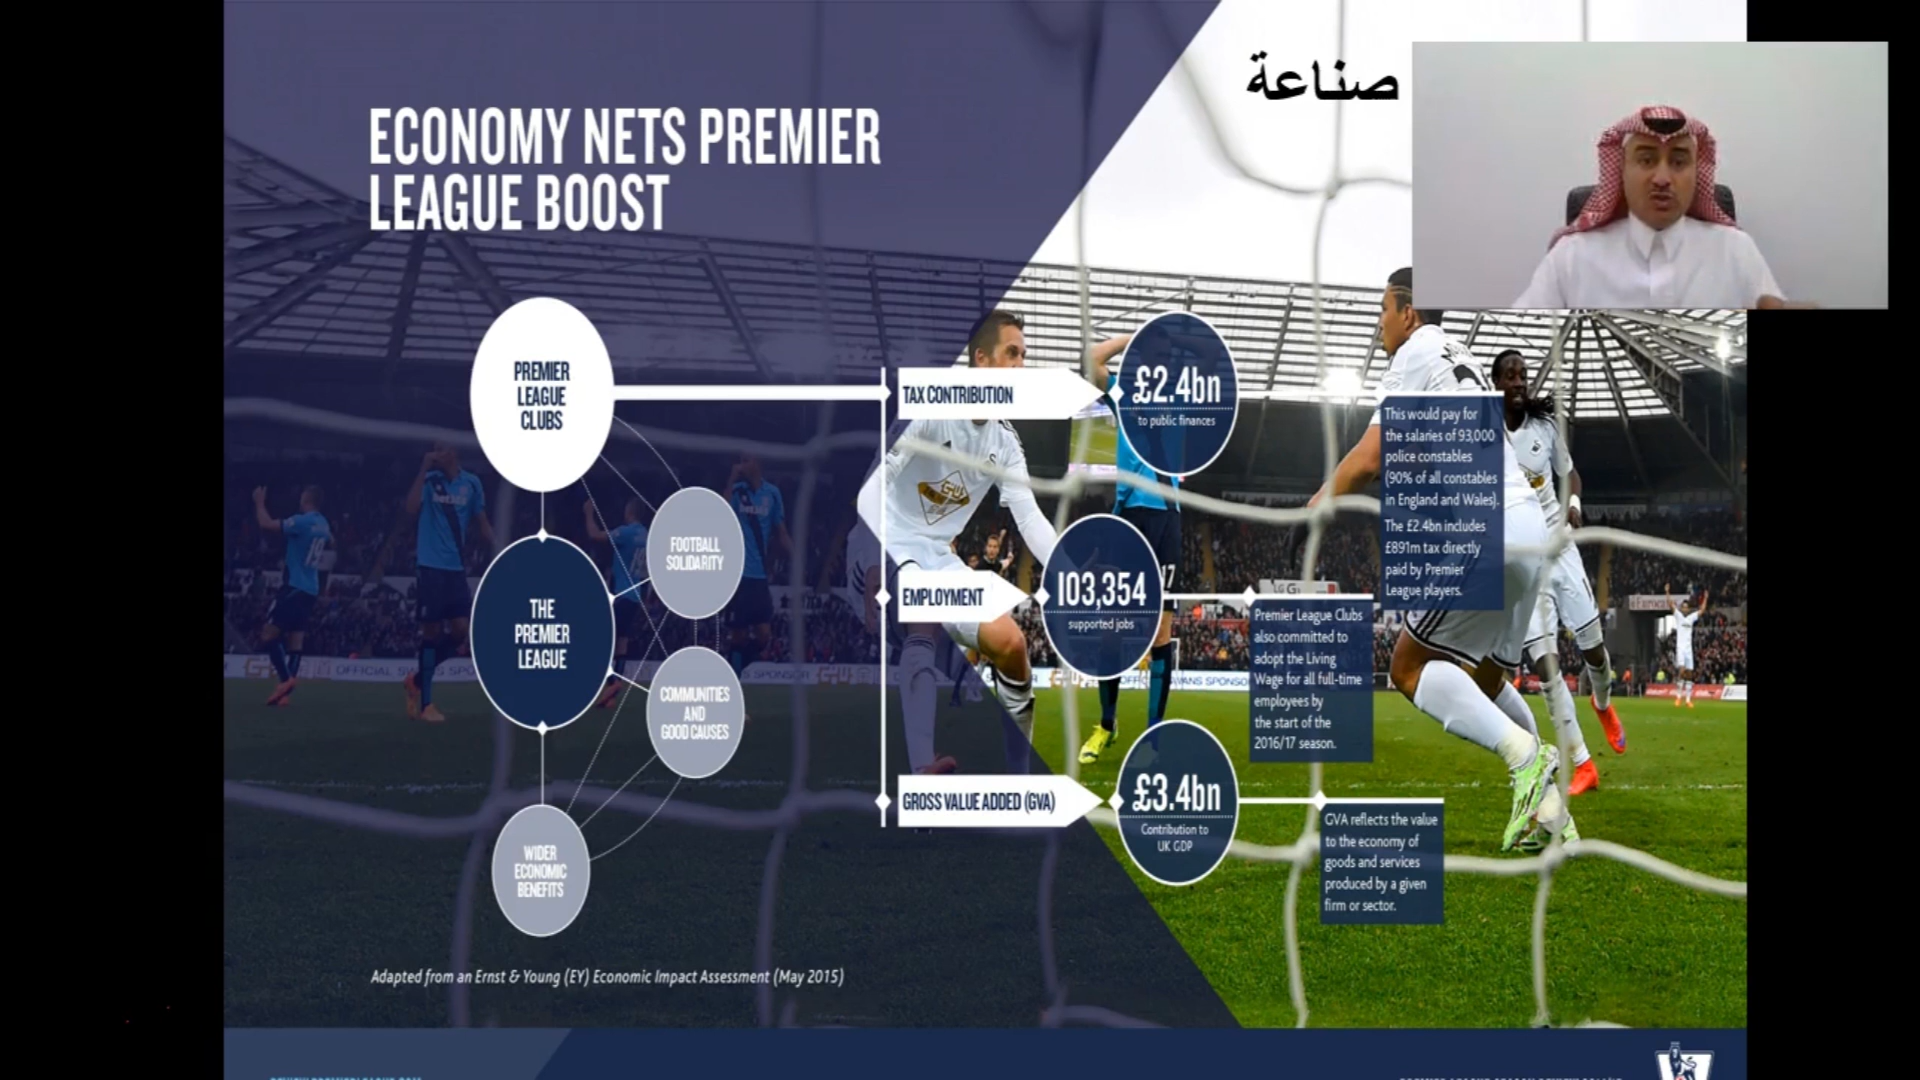 صناعة
ECONOMY NETS PREMIER
LEAGUE BOOST
PREMIER
LEAGUE
CLUBS
THE
PREMIER
LEAGUE
FOOTBALL
SOLIDARITY
COMMUNITIES
AND
GOOD CAUSES
WIDER
ECONOMIC
BENEFITS
TAX CONTRIBUTION
£2.4bn
to public finances
This would pay for
the salaries of 93,000
police constables
(90% of all constables
in England and Wales).
The £2.4bn includes
£891m tax directly
paid by Premier
League players.
EMPLOYMENT
103,354
supported jobs
Premier League Clubs
also committed to
adopt the Living
Wage for all full-time
employees by
the start of the
2016/17 season.
GROSS VALUE ADDED (GVA)
£3.4bn
Contribution to
UK GDP
GVA reflects the value
to the economy of
goods and services
produced by a given
firm or sector.
Adapted from an Ernst & Young (EY) Economic Impact Assessment (May 2015)